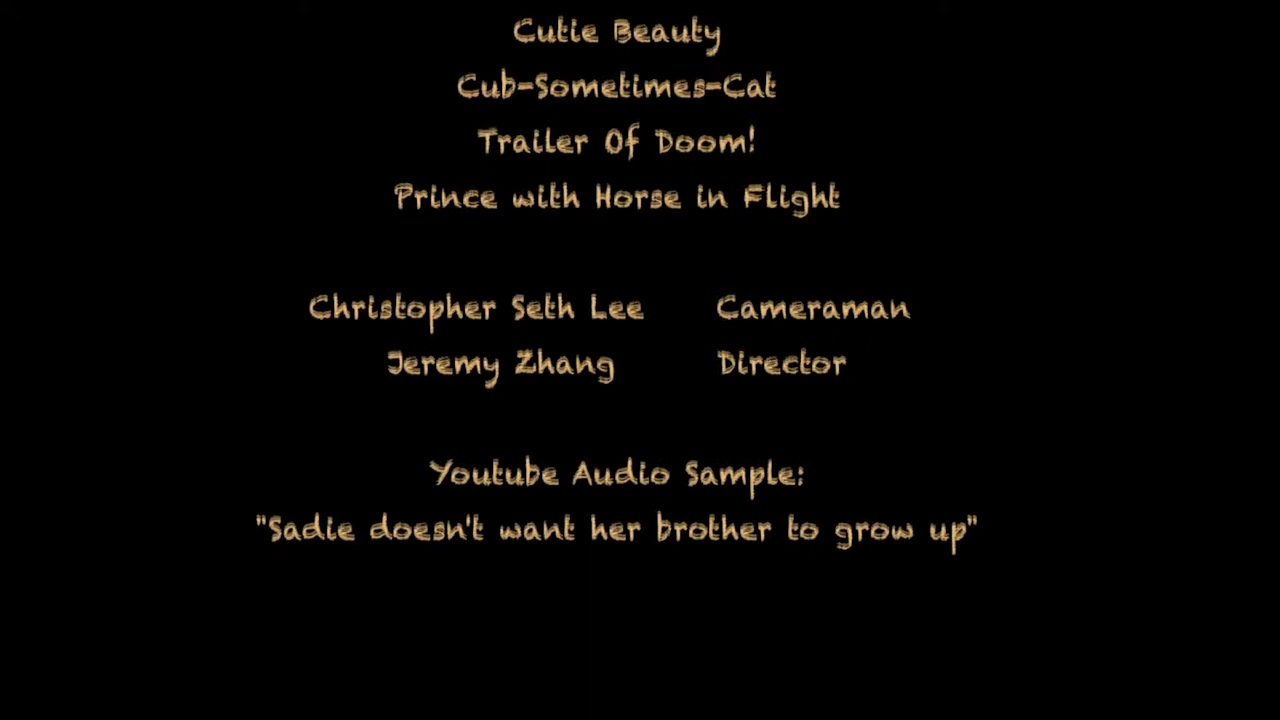 Cutie Beauty
Cub-Sometimes-Cat
Trailer Of Doom!
Prince with Horse in Flight
Christopher Seth Lee Cameraman
Jeremy Zhang Director
Youtube Audio Sample:
"Sadie doesn't want her brother to grow up"